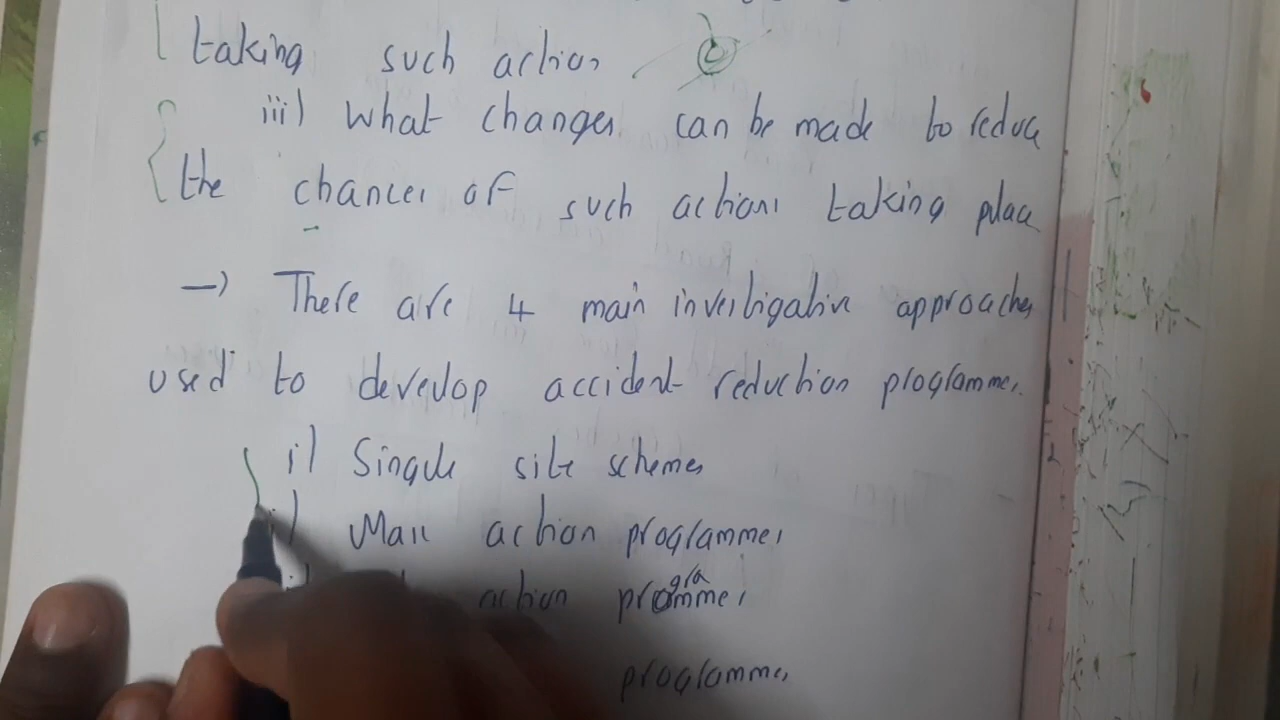 taking such action
iii) What changes can be made to reduce
the chances of such actions taking place
→ There are 4 main investigative approaches
used to develop accident reduction programmes.
i) Single site schemes
ii) Mass action programmes
action programmes
programmes